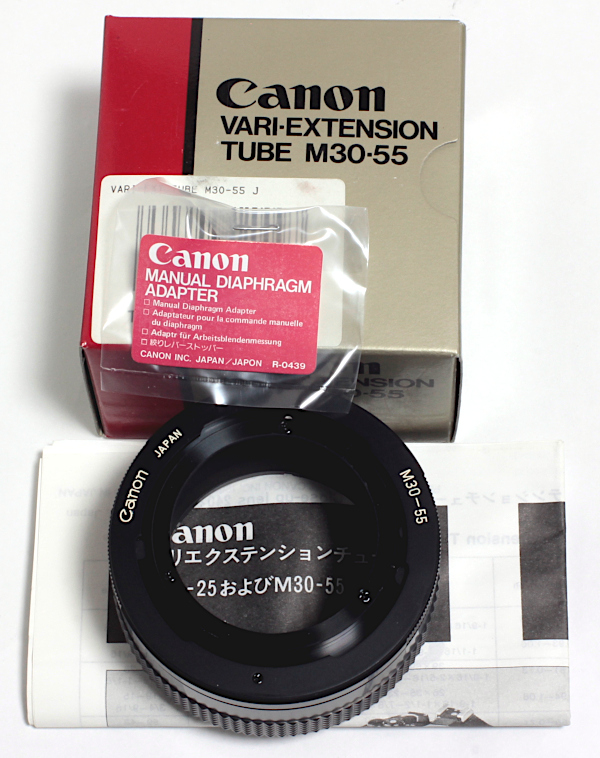 Canon
VARI-EXTENSION
TUBE M30-55
M30-55 J
Canon
MANUAL DIAPHRAGM
ADAPTER
□ Manual Diaphragm Adapter
□ Adaptateur pour la commande manuelle
du diaphragm
□ Adaptr für Arbeitsblendenmessung
□ 絞りレバーストッパー
CANON INC. JAPAN/JAPON R-0439
Canon JAPAN
M30-55
Canon
リエクステンションチュー
-25およびM30-55